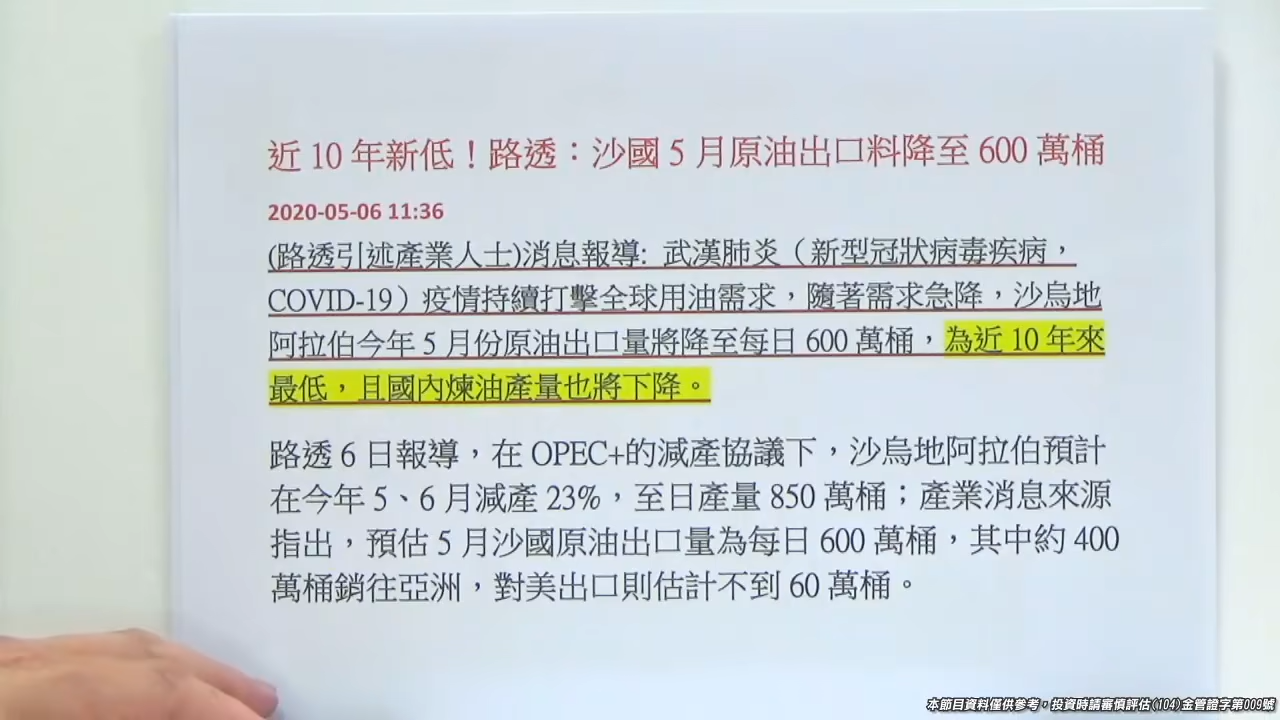 近 10 年新低！路透：沙國 5 月原油出口料降至 600 萬桶
2020-05-06 11:36
(路透引述產業人士)消息報導: 武漢肺炎（新型冠狀病毒疾病，
COVID-19）疫情持續打擊全球用油需求，隨著需求急降，沙烏地
阿拉伯今年 5 月份原油出口量將降至每日 600 萬桶，為近 10 年來
最低，且國內煉油產量也將下降。
路透 6 日報導，在 OPEC+的減產協議下，沙烏地阿拉伯預計
在今年 5、6 月減產 23%，至日產量 850 萬桶；產業消息來源
指出，預估 5 月沙國原油出口量為每日 600 萬桶，其中約 400
萬桶銷往亞洲，對美出口則估計不到 60 萬桶。
本節目資料僅供參考，投資時請審慎評估(104)金管證字第009號